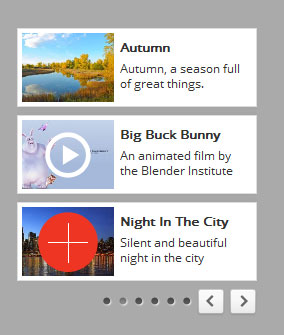 Autumn
Autumn, a season full
of great things.
Big Buck Bunny
An animated film by
the Blender Institute
Night In The City
Silent and beautiful
night in the city